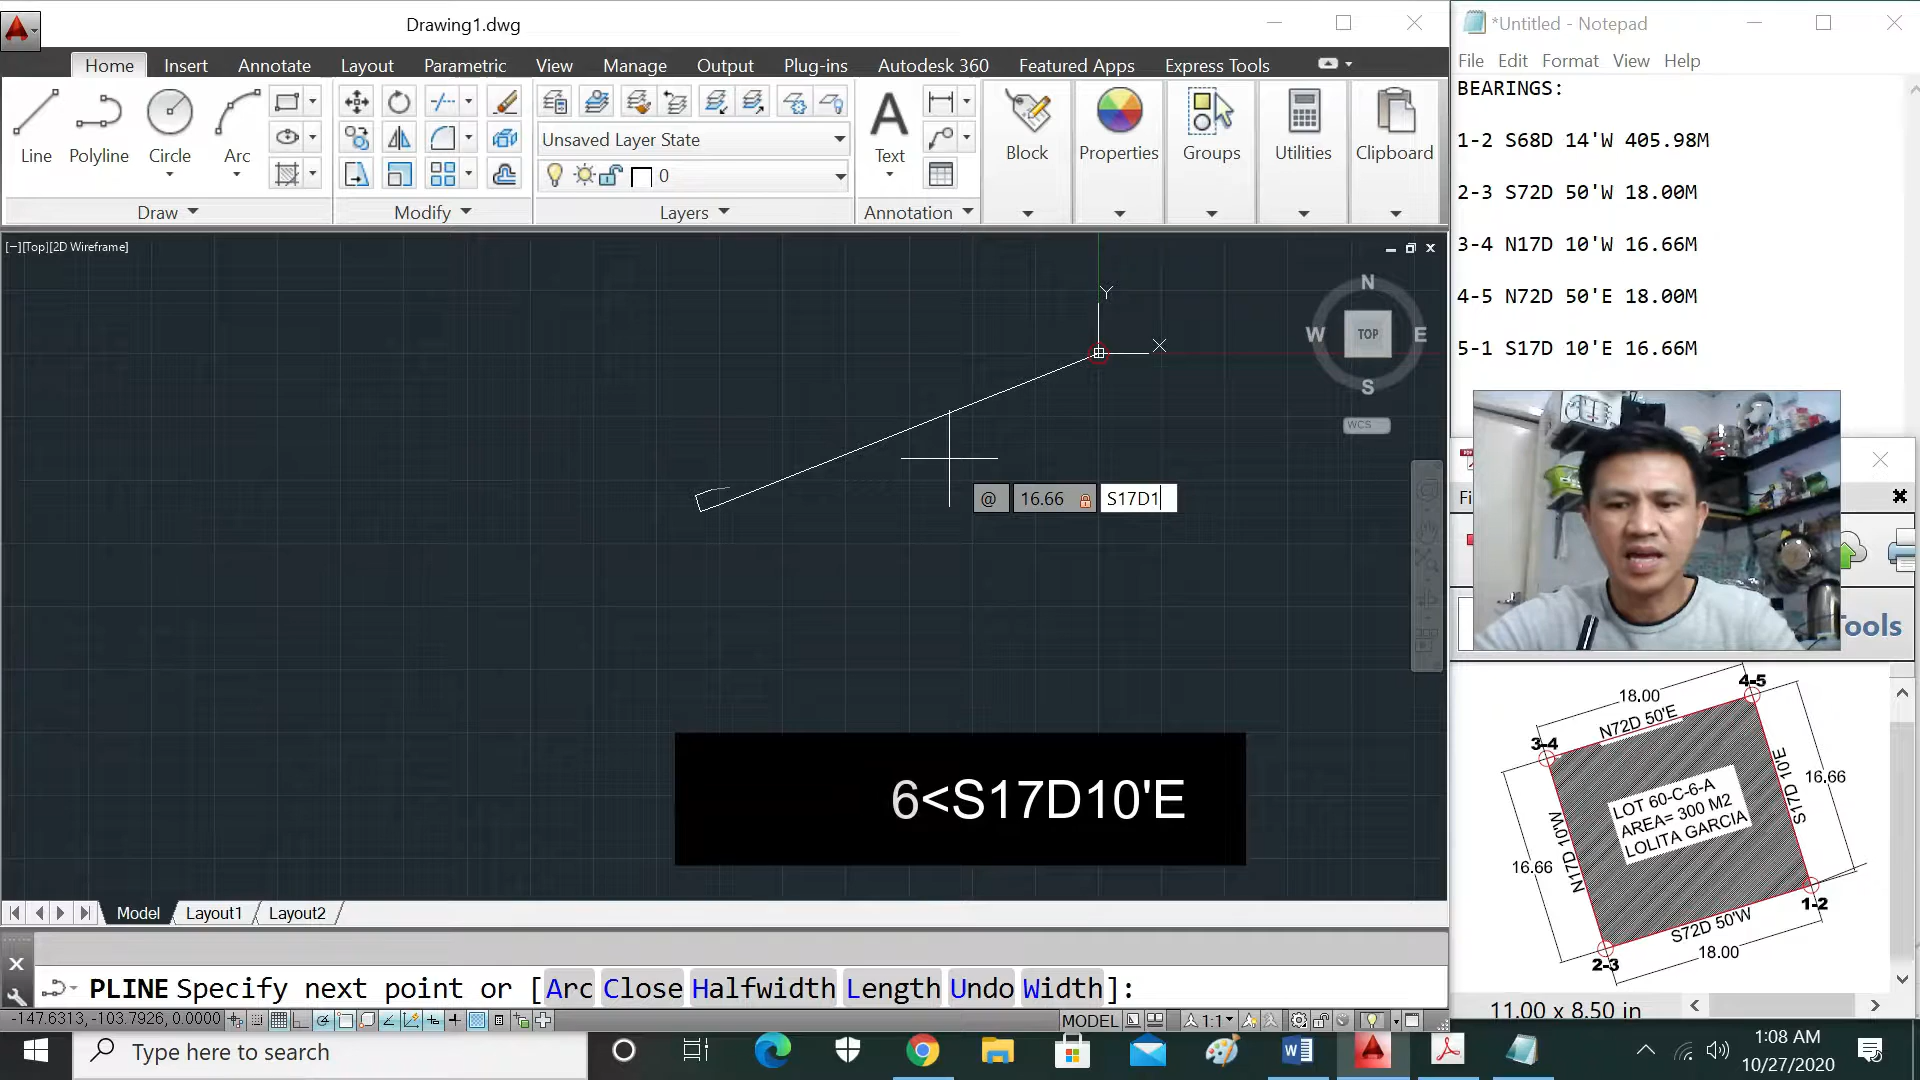 Drawing1.dwg
Home Insert Annotate Layout Parametric View Manage Output Plug-ins Autodesk 360 Featured Apps Express Tools
Line Polyline Circle Arc
Draw
Modify
Unsaved Layer State
0
Layers
A
Text
Annotation
Block
Properties
Groups
Utilities
Clipboard
[−][Top][2D Wireframe]
Y
X
N
W TOP E
S
WCS
@ 16.66 S17D1
6<S17D10'E
Model Layout1 Layout2
PLINE Specify next point or [Arc Close Halfwidth Length Undo Width]:
-147.6313, -103.7926, 0.0000
MODEL
1:1
Type here to search
1:08 AM
10/27/2020
*Untitled - Notepad
File Edit Format View Help
BEARINGS:
1-2 S68D 14'W 405.98M
2-3 S72D 50'W 18.00M
3-4 N17D 10'W 16.66M
4-5 N72D 50'E 18.00M
5-1 S17D 10'E 16.66M
Fi
Tools
4-5
18.00
N72D 50'E
3-4
S17D 10'E
16.66
LOT 60-C-6-A
AREA= 300 M2
LOLITA GARCIA
N17D 10'W
16.66
1-2
S72D 50'W
18.00
2-3
11.00 x 8.50 in